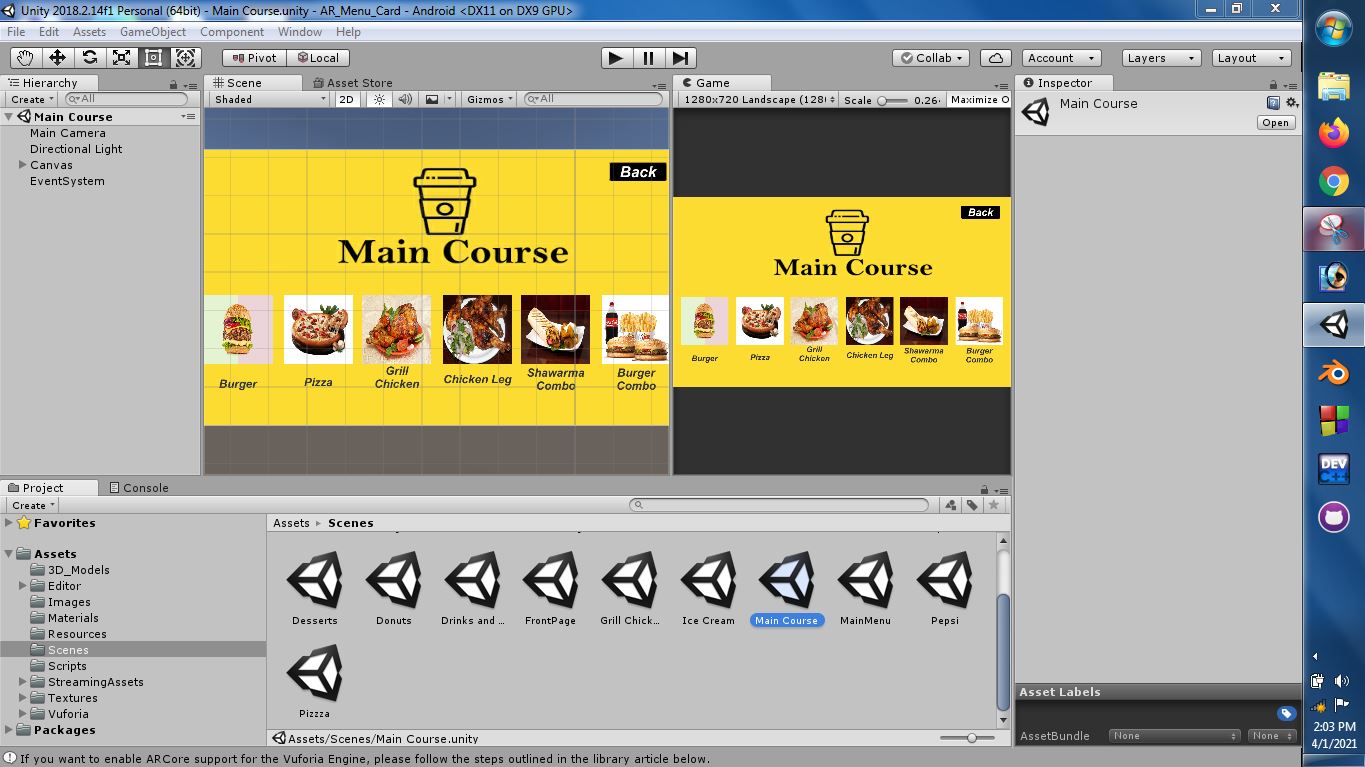 Unity 2018.2.14f1 Personal (64bit) - Main Course.unity - AR_Menu_Card - Android <DX11 on DX9 GPU>
File Edit Assets GameObject Component Window Help
Pivot Local Collab Account Layers Layout
Hierarchy
Create All
Main Course
Main Camera
Directional Light
Canvas
EventSystem
Scene Asset Store
Shaded 2D Gizmos All
Back
Main Course
Burger
Pizza
Grill
Chicken
Chicken Leg
Shawarma
Combo
Burger
Combo
Game
1280x720 Landscape (128 Scale 0.26 Maximize O
Back
Main Course
Burger
Pizza
Grill
Chicken
Chicken Leg
Shawarma
Combo
Burger
Combo
Inspector
Main Course
Open
Project Console
Create
Favorites
Assets
3D_Models
Editor
Images
Materials
Resources
Scenes
Scripts
StreamingAssets
Textures
Vuforia
Packages
Assets Scenes
Desserts Donuts Drinks and ... FrontPage Grill Chick... Ice Cream Main Course MainMenu Pepsi
Pizzza
Assets/Scenes/Main Course.unity
Asset Labels
AssetBundle None None
If you want to enable ARCore support for the Vuforia Engine, please follow the steps outlined in the library article below.
DEV
C++
2:03 PM
4/1/2021